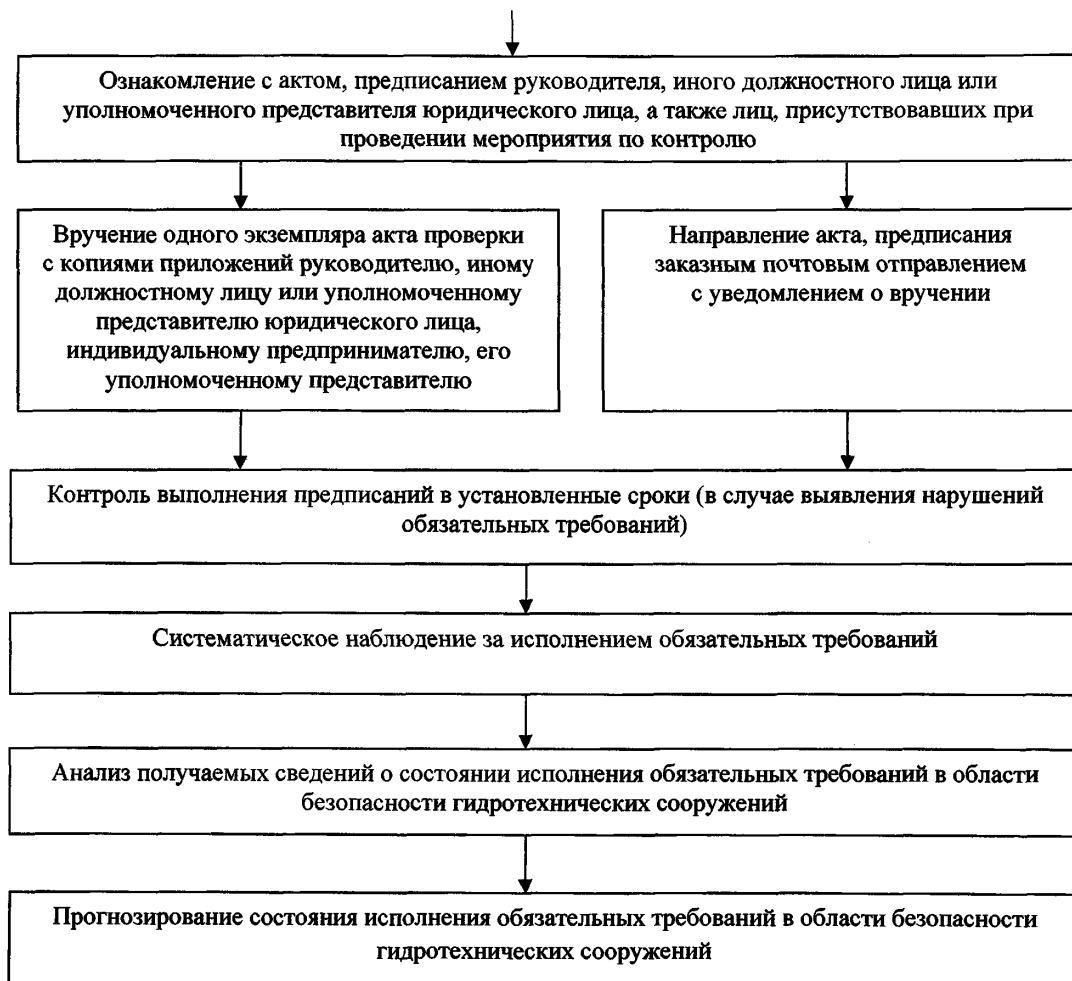 Ознакомление с актом, предписанием руководителя, иного должностного лица или
уполномоченного представителя юридического лица, а также лиц, присутствовавших при
проведении мероприятия по контролю
Вручение одного экземпляра акта проверки
с копиями приложений руководителю, иному
должностному лицу или уполномоченному
представителю юридического лица,
индивидуальному предпринимателю, его
уполномоченному представителю
Направление акта, предписания
заказным почтовым отправлением
с уведомлением о вручении
Контроль выполнения предписаний в установленные сроки (в случае выявления нарушений
обязательных требований)
Систематическое наблюдение за исполнением обязательных требований
Анализ получаемых сведений о состоянии исполнения обязательных требований в области
безопасности гидротехнических сооружений
Прогнозирование состояния исполнения обязательных требований в области безопасности
гидротехнических сооружений